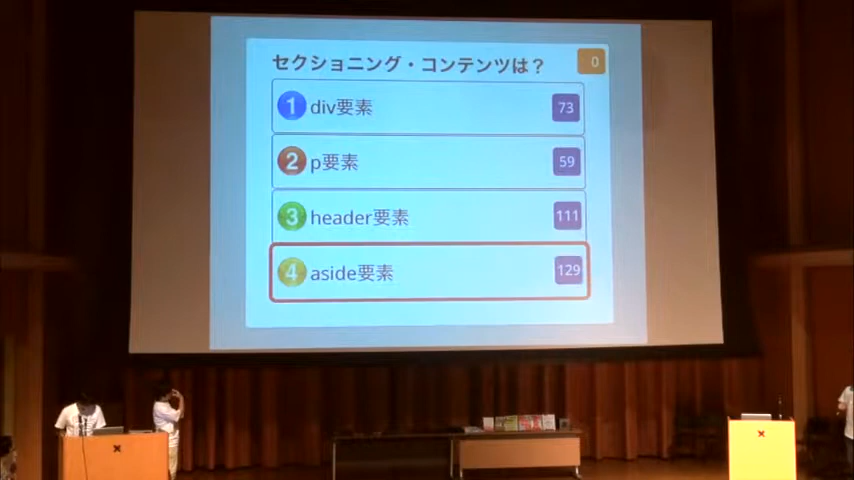 セクショニング・コンテンツは？ 0
1 div要素 73
2 p要素 59
3 header要素 111
4 aside要素 129